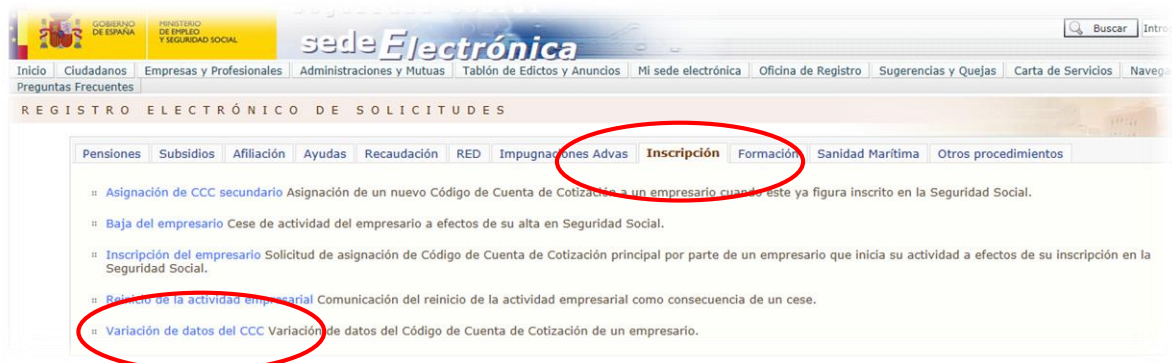 GOBIERNO
DE ESPAÑA
MINISTERIO
DE EMPLEO
Y SEGURIDAD SOCIAL
sedeElectrónica
Buscar
Inicio Ciudadanos Empresas y Profesionales Administraciones y Mutuas Tablón de Edictos y Anuncios Mi sede electrónica Oficina de Registro Sugerencias y Quejas Carta de Servicios
Preguntas Frecuentes
REGISTRO ELECTRÓNICO DE SOLICITUDES
Pensiones Subsidios Afiliación Ayudas Recaudación RED Impugnaciones Advas Inscripción Formación Sanidad Marítima Otros procedimientos
Asignación de CCC secundario Asignación de un nuevo Código de Cuenta de Cotización a un empresario cuando éste ya figura inscrito en la Seguridad Social.
Baja del empresario Cese de actividad del empresario a efectos de su alta en Seguridad Social.
Inscripción del empresario Solicitud de asignación de Código de Cuenta de Cotización principal por parte de un empresario que inicia su actividad a efectos de su inscripción en la
Seguridad Social.
Reinicio de la actividad empresarial Comunicación del reinicio de la actividad empresarial como consecuencia de un cese.
Variación de datos del CCC Variación de datos del Código de Cuenta de Cotización de un empresario.